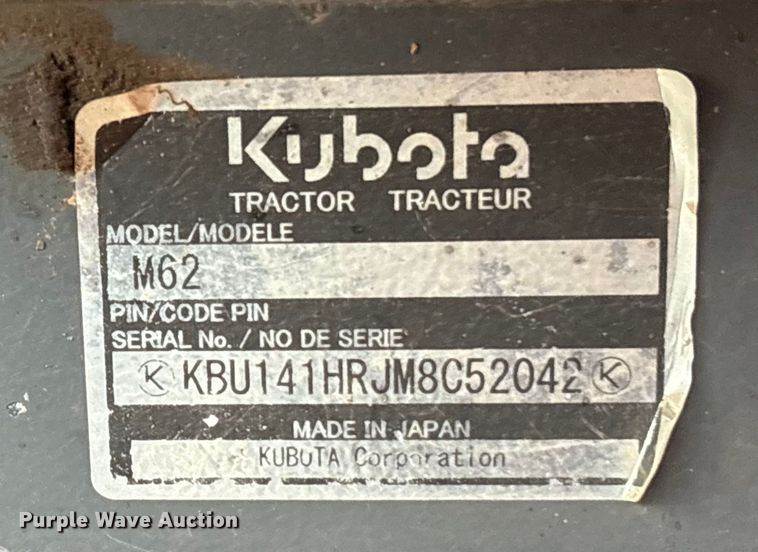 Kubota
TRACTOR TRACTEUR
MODEL/MODELE
M62
PIN/CODE PIN
SERIAL No. / NO DE SERIE
K KBU141HRJM8C52042 K
MADE IN JAPAN
KUBOTA Corporation
Purple Wave Auction